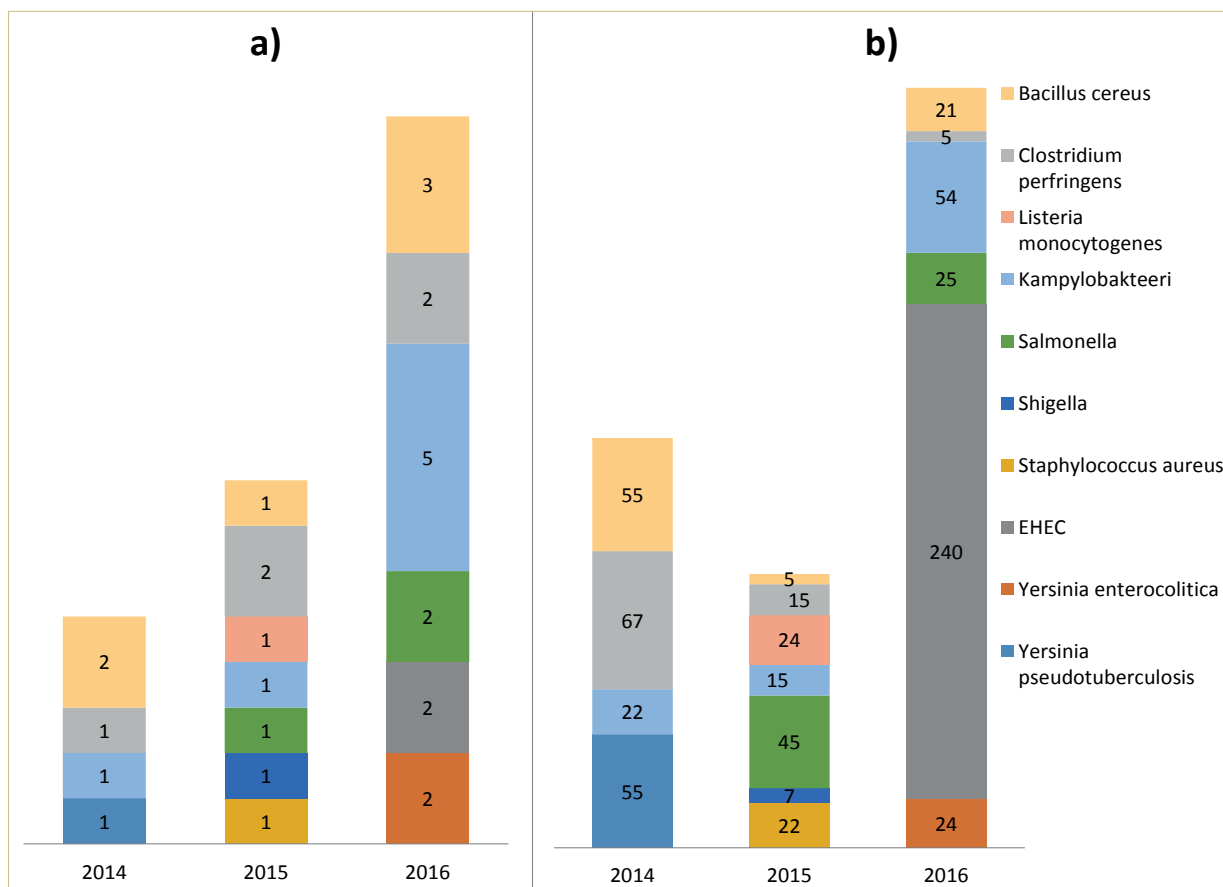 a)
3
2
5
2
2
2
1
2
1
1
1
1
1
2
1
1
1
2014
2015
2016
b)
21
5
54
25
240
24
55
67
22
55
5
15
24
15
45
7
22
2014
2015
2016
Bacillus cereus
Clostridium
perfringens
Listeria
monocytogenes
Kampylobakteeri
Salmonella
Shigella
Staphylococcus aureus
EHEC
Yersinia enterocolitica
Yersinia
pseudotuberculosis